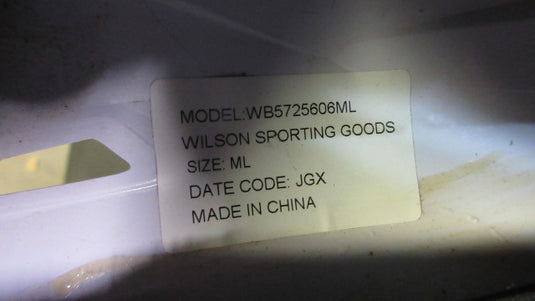 MODEL:WB5725606ML
WILSON SPORTING GOODS
SIZE: ML
DATE CODE: JGX
MADE IN CHINA